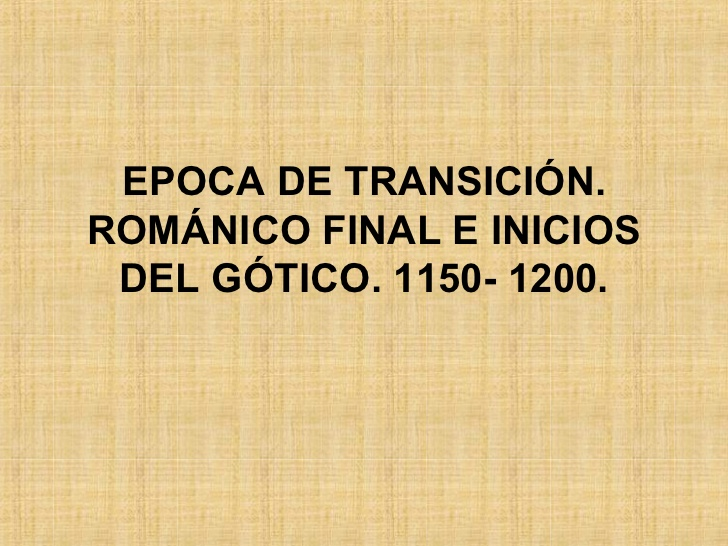 EPOCA DE TRANSICIÓN.
ROMÁNICO FINAL E INICIOS
DEL GÓTICO. 1150- 1200.